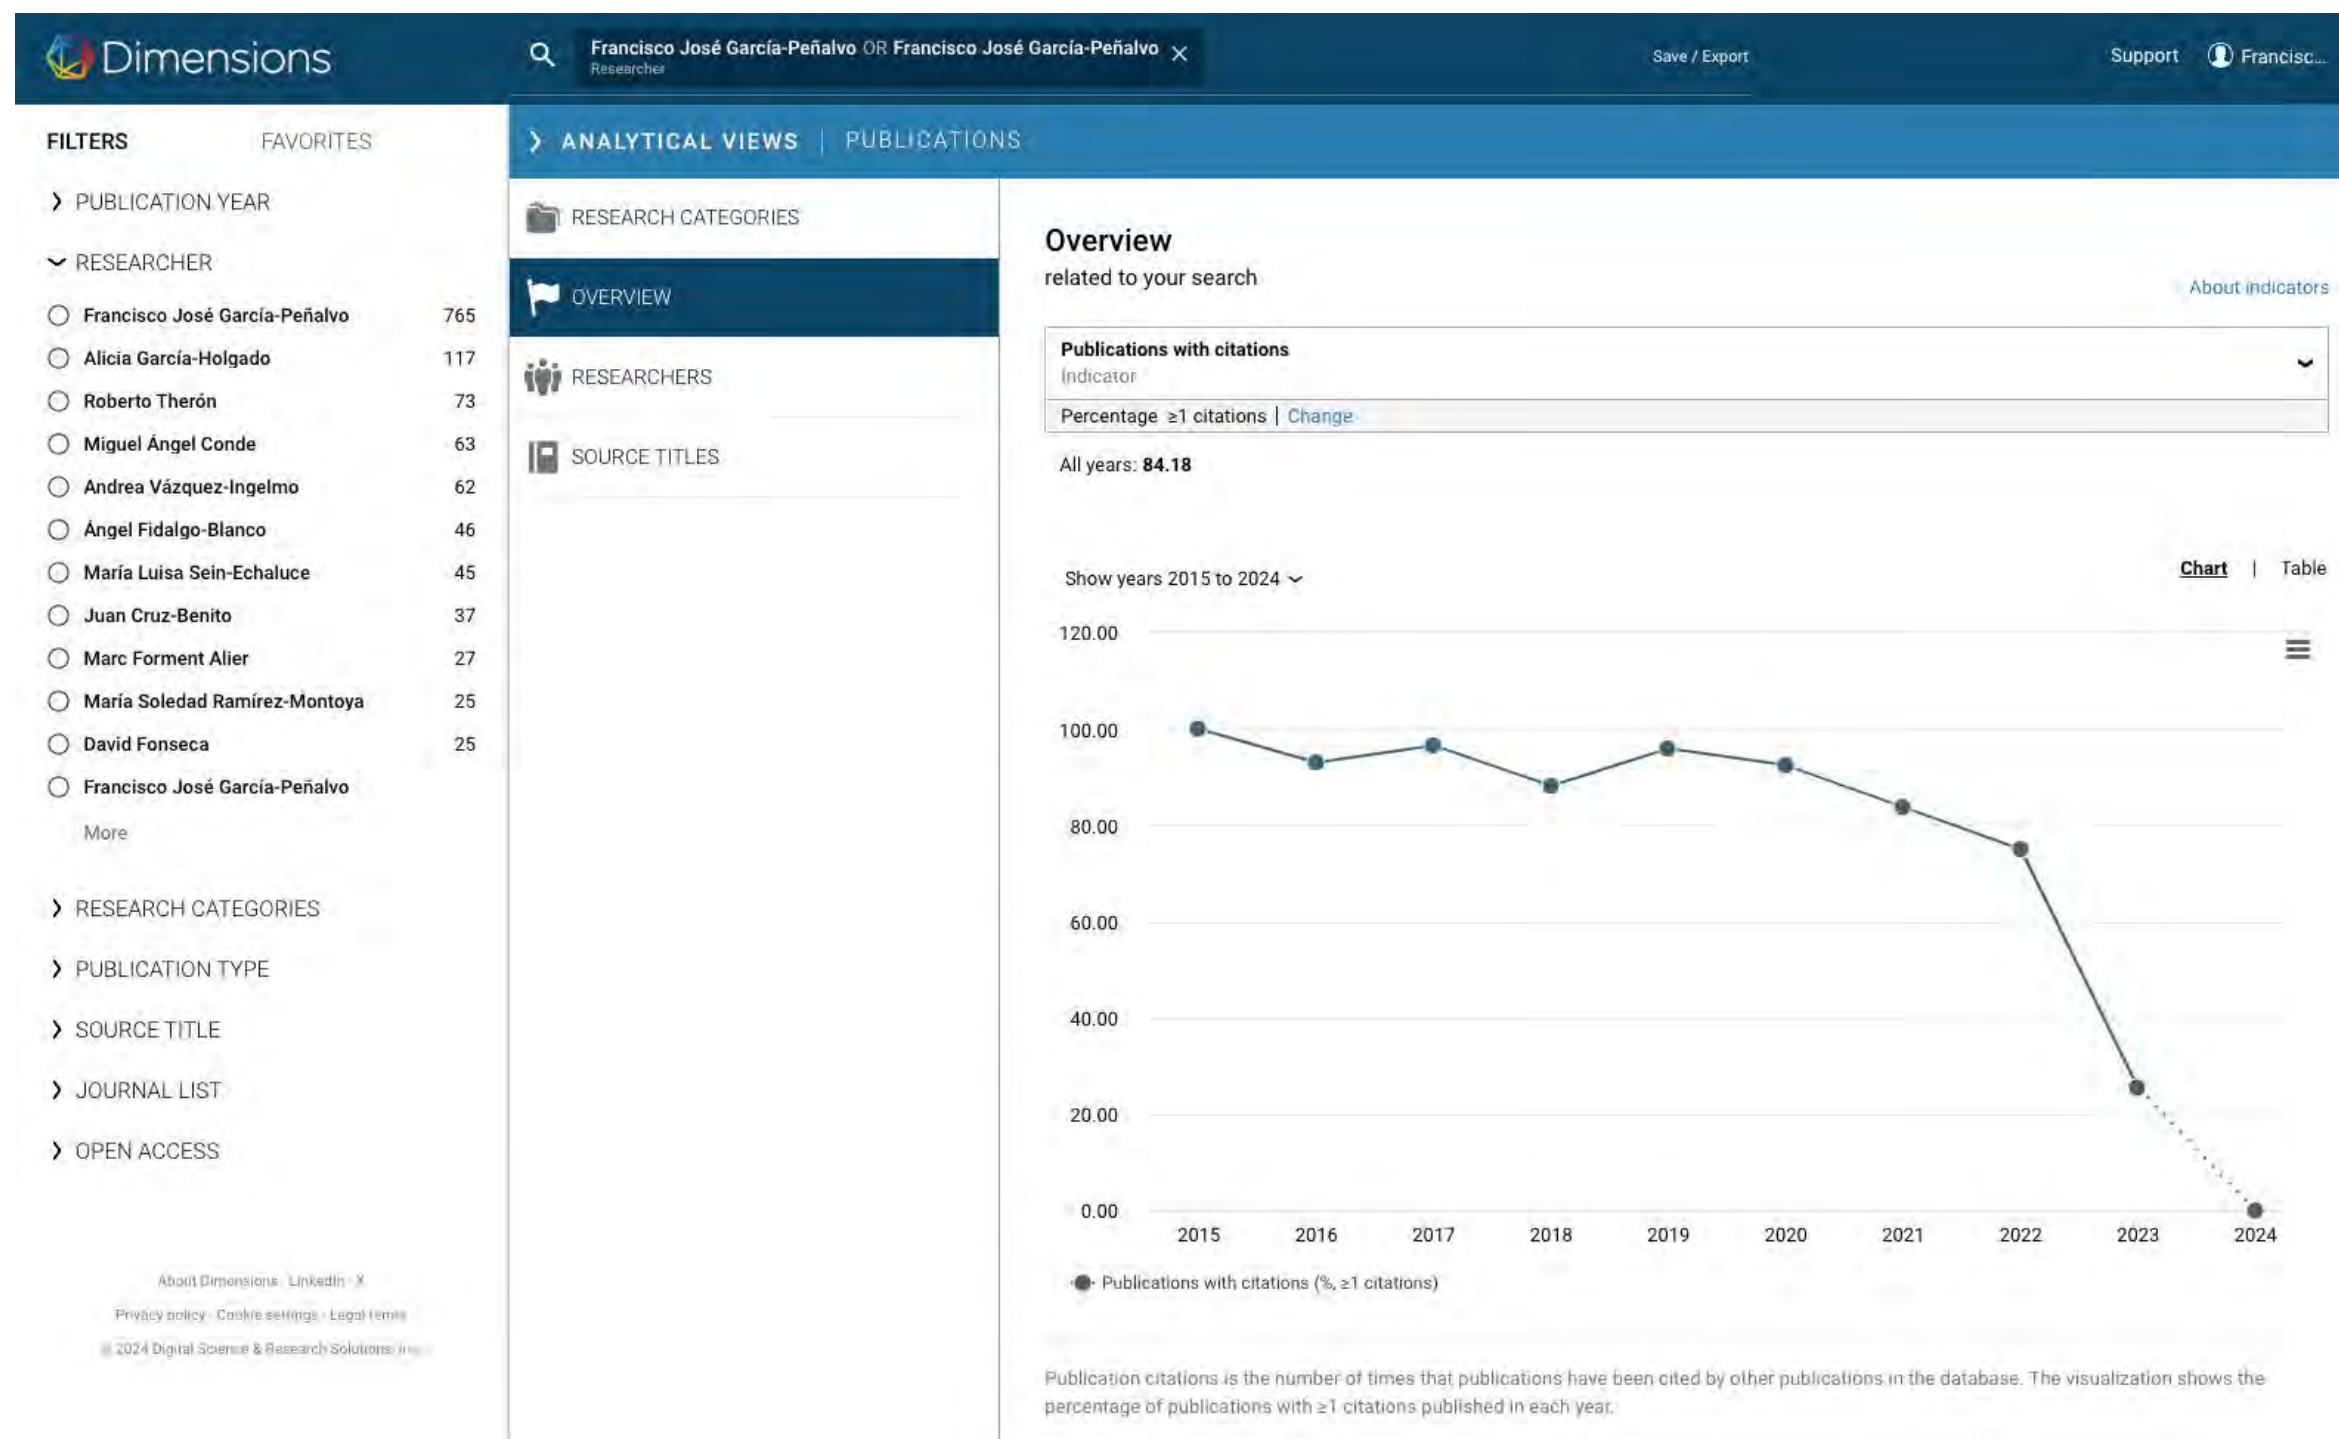 Dimensions
Francisco José García-Peñalvo OR Francisco José García-Peñalvo
Researcher
Save / Export
Support
Francisc...
FILTERS
FAVORITES
PUBLICATION YEAR
RESEARCHER
Francisco José García-Peñalvo 765
Alicia García-Holgado 117
Roberto Therón 73
Miguel Ángel Conde 63
Andrea Vázquez-Ingelmo 62
Ángel Fidalgo-Blanco 46
María Luisa Sein-Echaluce 45
Juan Cruz-Benito 37
Marc Forment Alier 27
María Soledad Ramírez-Montoya 25
David Fonseca 25
Francisco José García-Peñalvo
More
RESEARCH CATEGORIES
PUBLICATION TYPE
SOURCE TITLE
JOURNAL LIST
OPEN ACCESS
About Dimensions · LinkedIn · X
Privacy policy · Cookie settings · Legal terms
© 2024 Digital Science & Research Solutions
ANALYTICAL VIEWS | PUBLICATIONS
RESEARCH CATEGORIES
OVERVIEW
RESEARCHERS
SOURCE TITLES
Overview
related to your search
About indicators
Publications with citations
Indicator
Percentage ≥1 citations | Change
All years: 84.18
Show years 2015 to 2024
Chart | Table
120.00
100.00
80.00
60.00
40.00
20.00
0.00
2015 2016 2017 2018 2019 2020 2021 2022 2023 2024
Publications with citations (%, ≥1 citations)
Publication citations is the number of times that publications have been cited by other publications in the database. The visualization shows the
percentage of publications with ≥1 citations published in each year.